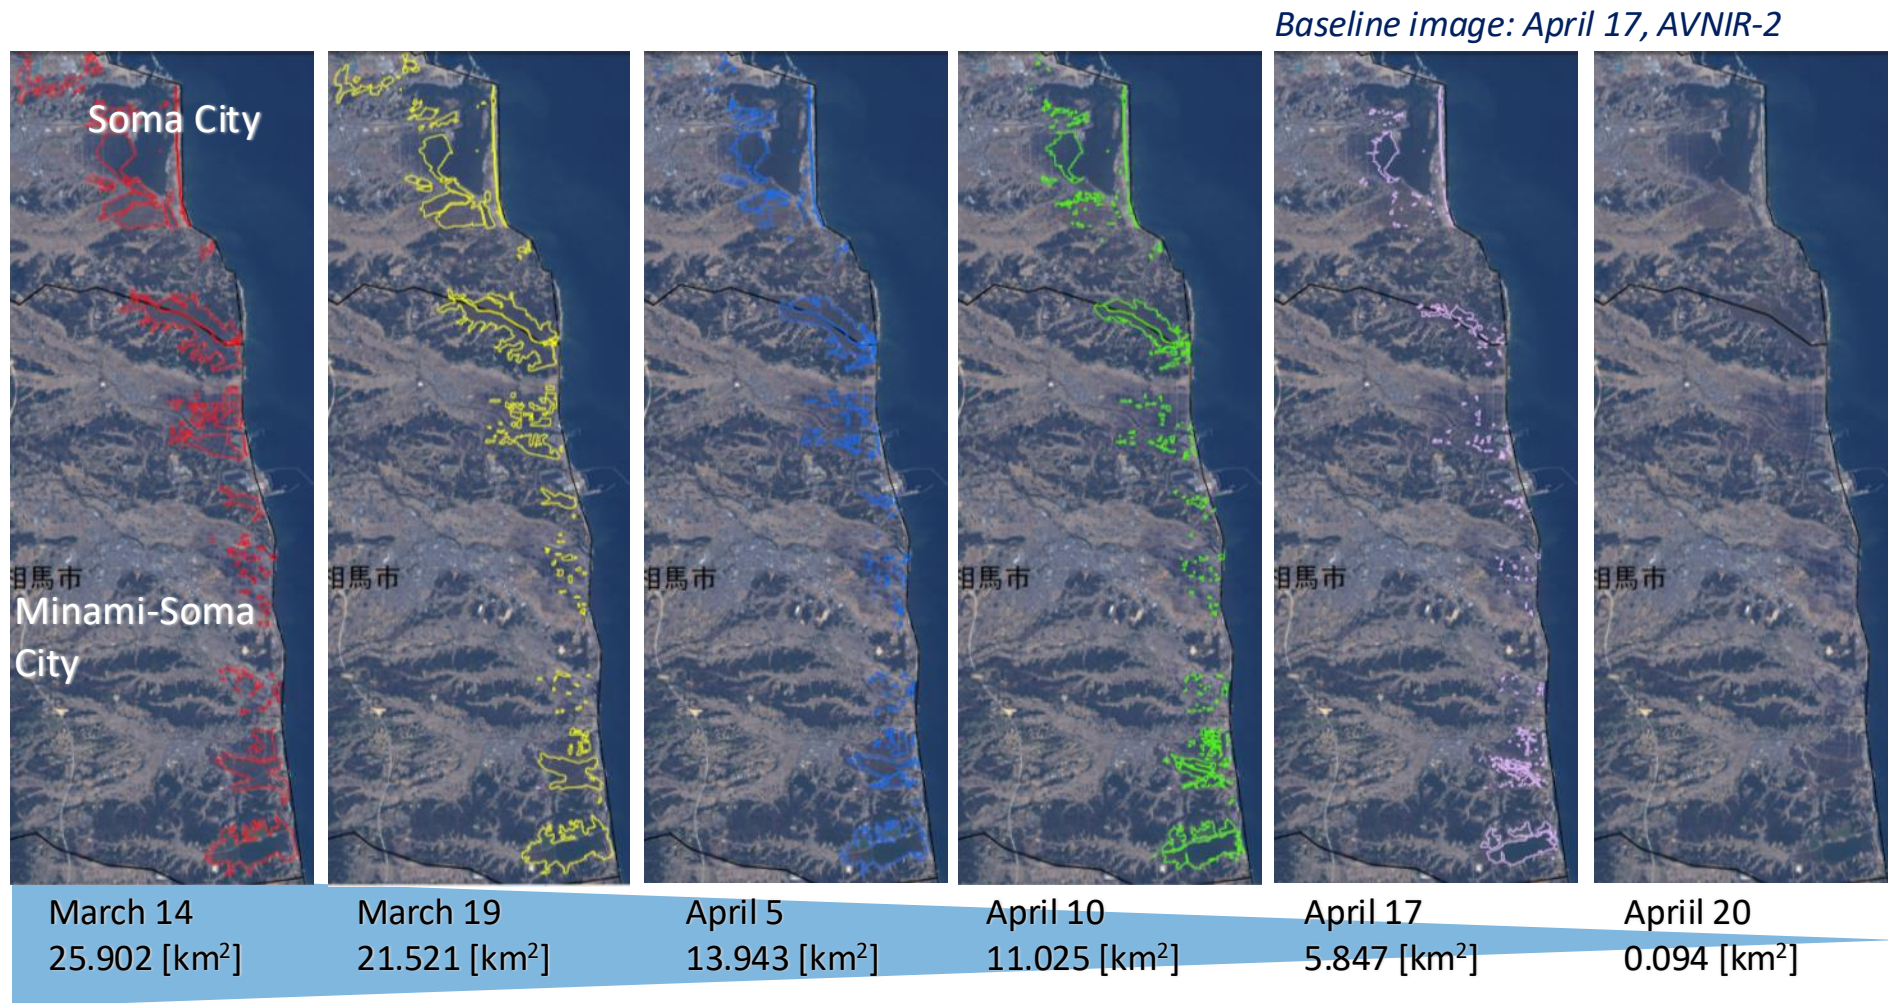 Baseline image: April 17, AVNIR-2
Soma City
相馬市
相馬市
相馬市
相馬市
相馬市
相馬市
Minami-Soma
City
March 14
25.902 [km²]
March 19
21.521 [km²]
April 5
13.943 [km²]
April 10
11.025 [km²]
April 17
5.847 [km²]
Apriil 20
0.094 [km²]